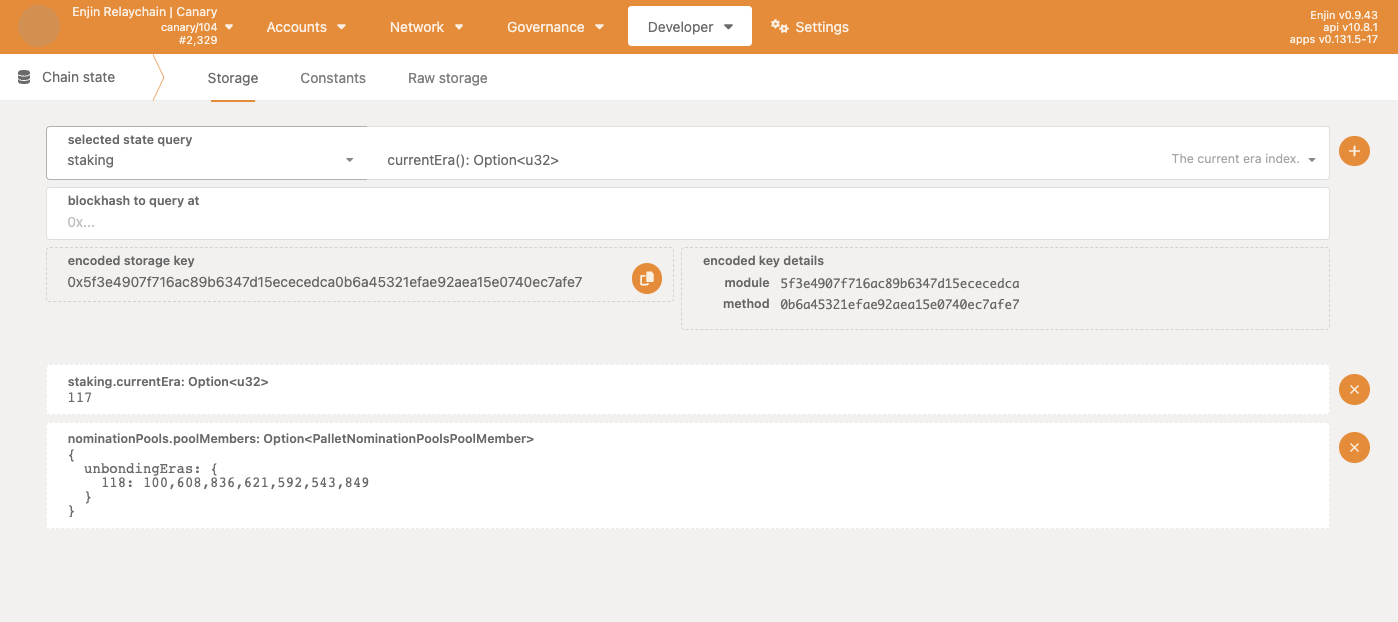 Enjin Relaychain | Canary
canary/104
#2,329
Accounts
Network
Governance
Developer
Settings
Enjin v0.9.43
api v10.8.1
apps v0.131.5-17
Chain state
Storage
Constants
Raw storage
selected state query
staking
currentEra(): Option<u32>
The current era index.
blockhash to query at
0x...
encoded storage key
0x5f3e4907f716ac89b6347d15ececedca0b6a45321efae92aea15e0740ec7afe7
encoded key details
module 5f3e4907f716ac89b6347d15ececedca
method 0b6a45321efae92aea15e0740ec7afe7
staking.currentEra: Option<u32>
117
nominationPools.poolMembers: Option<PalletNominationPoolsPoolMember>
{
unbondingEras: {
118: 100,608,836,621,592,543,849
}
}